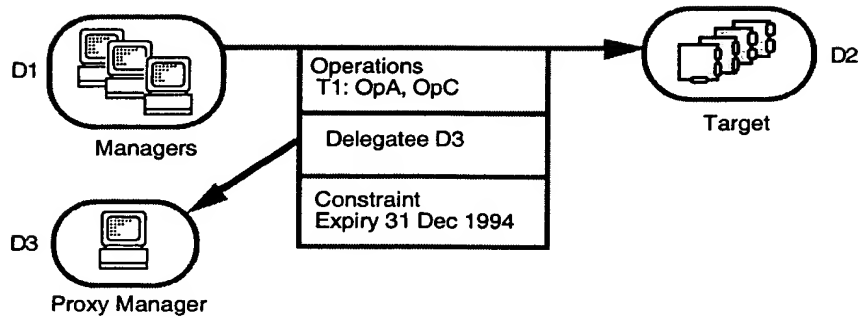 D1
Managers
Operations
T1: OpA, OpC
Delegatee D3
Constraint
Expiry 31 Dec 1994
D2
Target
D3
Proxy Manager